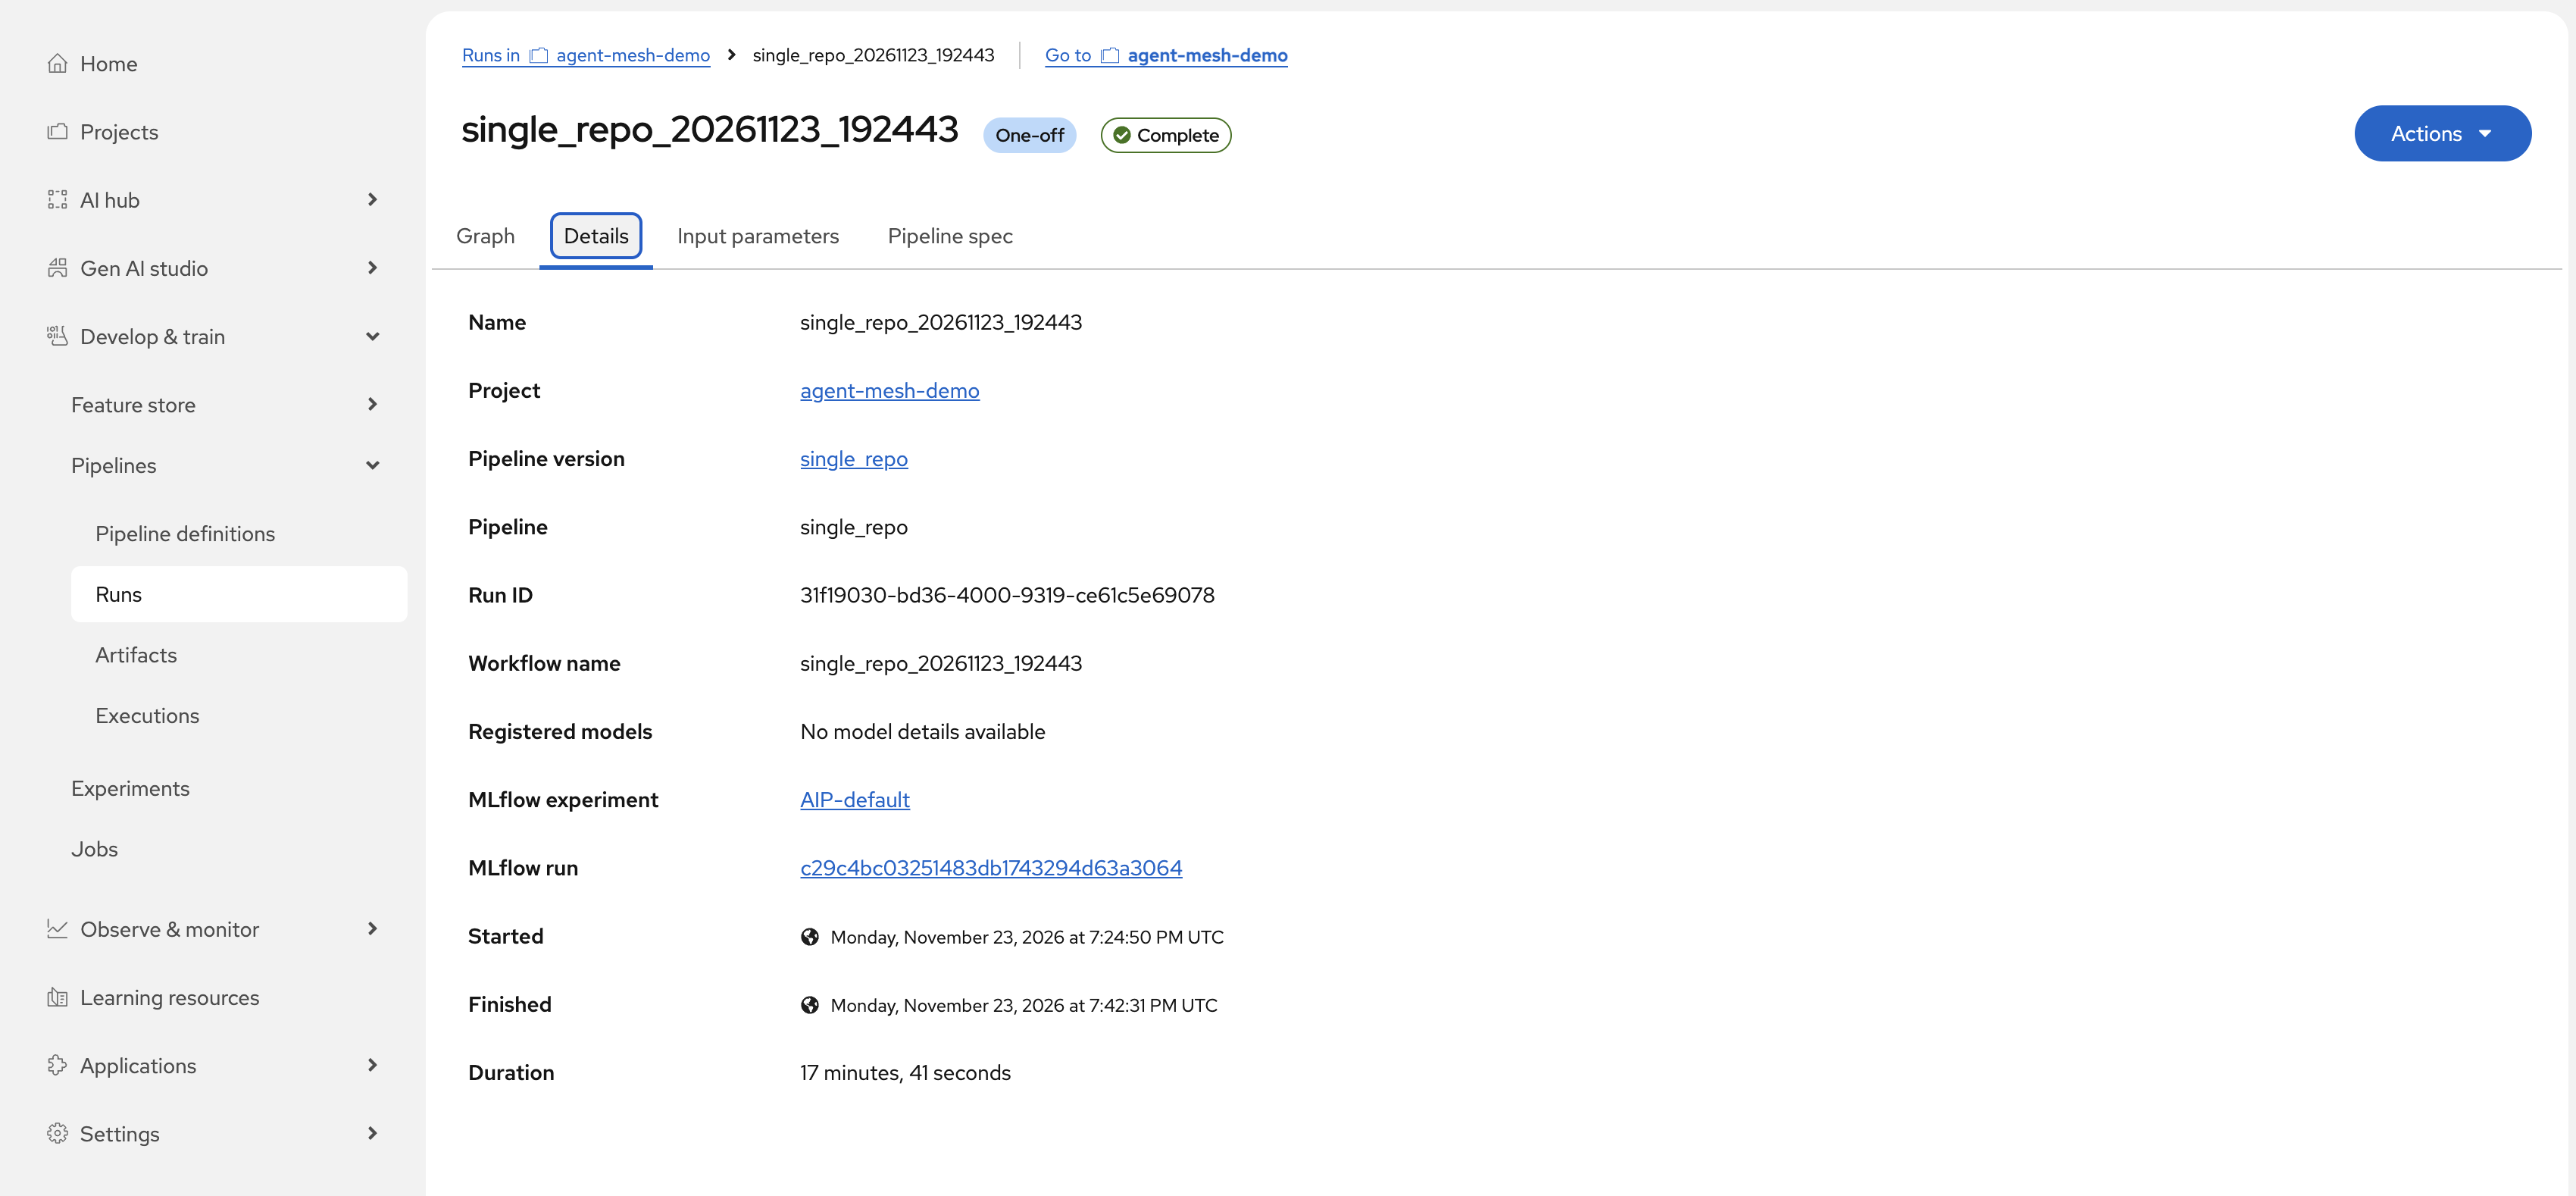 Home
Projects
AI hub
Gen AI studio
Develop & train
Feature store
Pipelines
Pipeline definitions
Runs
Artifacts
Executions
Experiments
Jobs
Observe & monitor
Learning resources
Applications
Settings
Runs in agent-mesh-demo single_repo_20261123_192443 Go to agent-mesh-demo
single_repo_20261123_192443 One-off Complete
Actions
Graph Details Input parameters Pipeline spec
Name single_repo_20261123_192443
Project agent-mesh-demo
Pipeline version single_repo
Pipeline single_repo
Run ID 31f19030-bd36-4000-9319-ce61c5e69078
Workflow name single_repo_20261123_192443
Registered models No model details available
MLflow experiment AIP-default
MLflow run c29c4bc03251483db1743294d63a3064
Started Monday, November 23, 2026 at 7:24:50 PM UTC
Finished Monday, November 23, 2026 at 7:42:31 PM UTC
Duration 17 minutes, 41 seconds